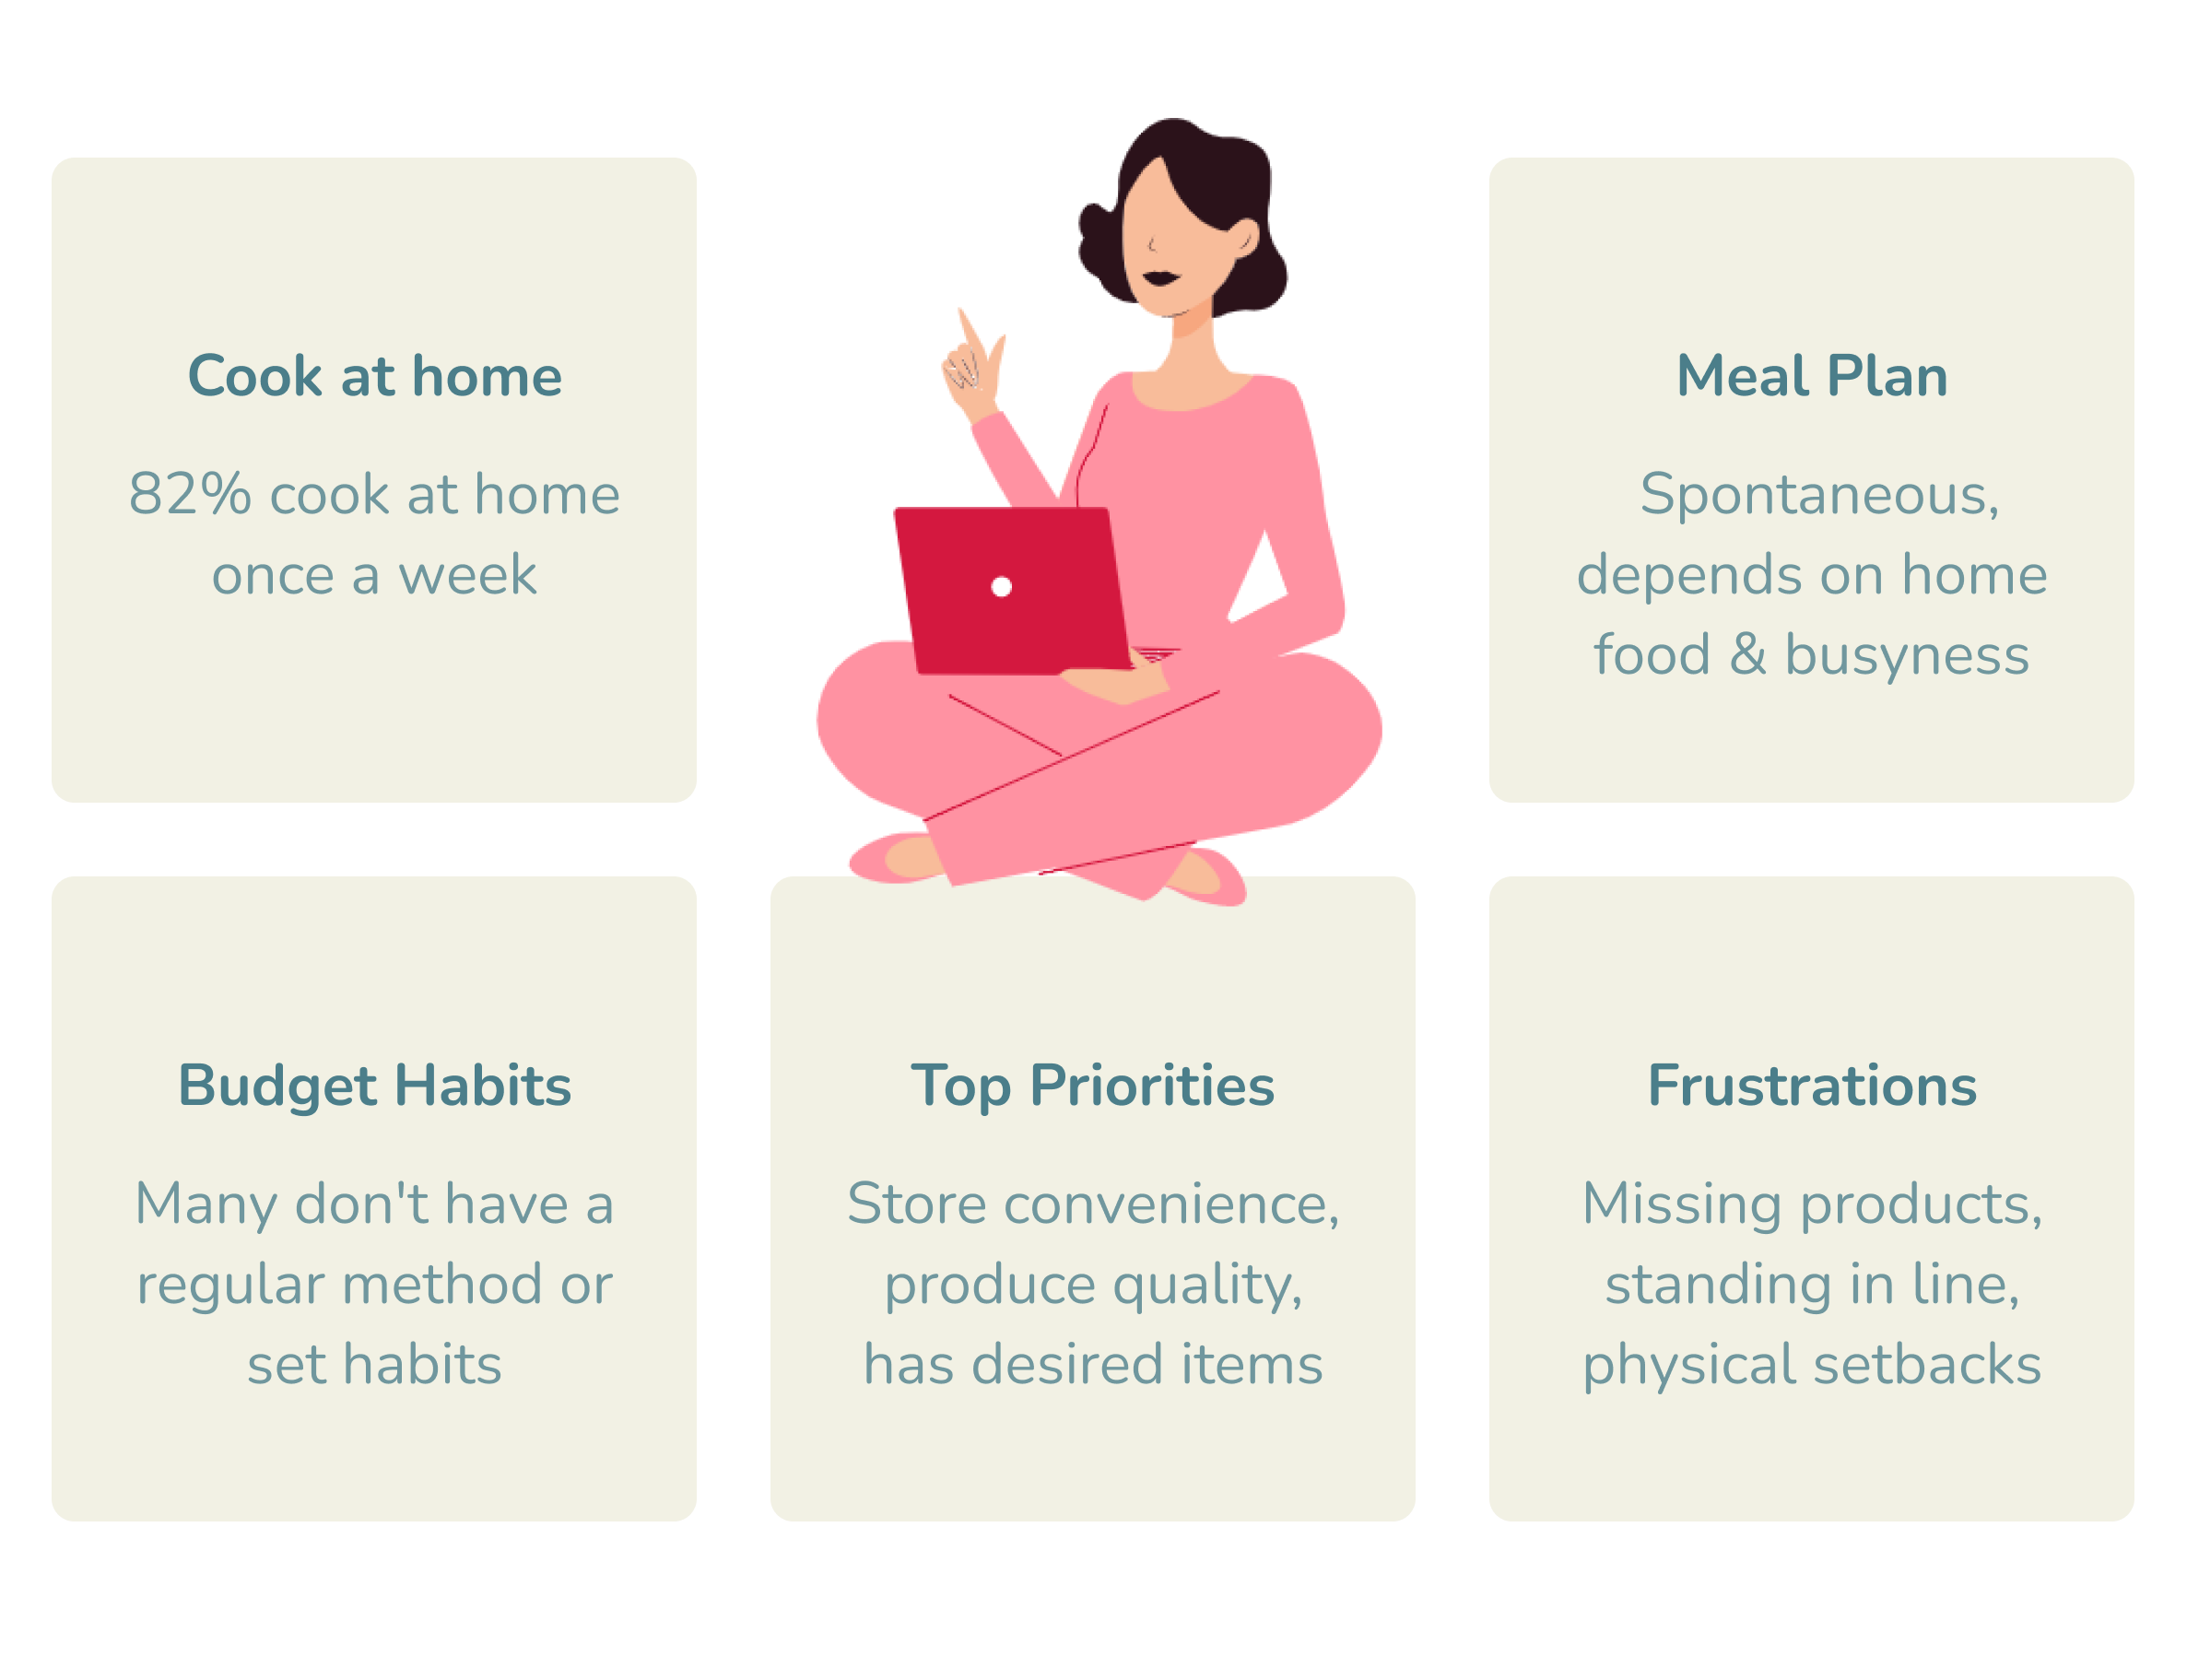 Cook at home
82% cook at home
once a week
Meal Plan
Spontaneous,
depends on home
food & busyness
Budget Habits
Many don't have a
regular method or
set habits
Top Priorities
Store convenience,
produce quality,
has desired items
Frustrations
Missing products,
standing in line,
physical setbacks